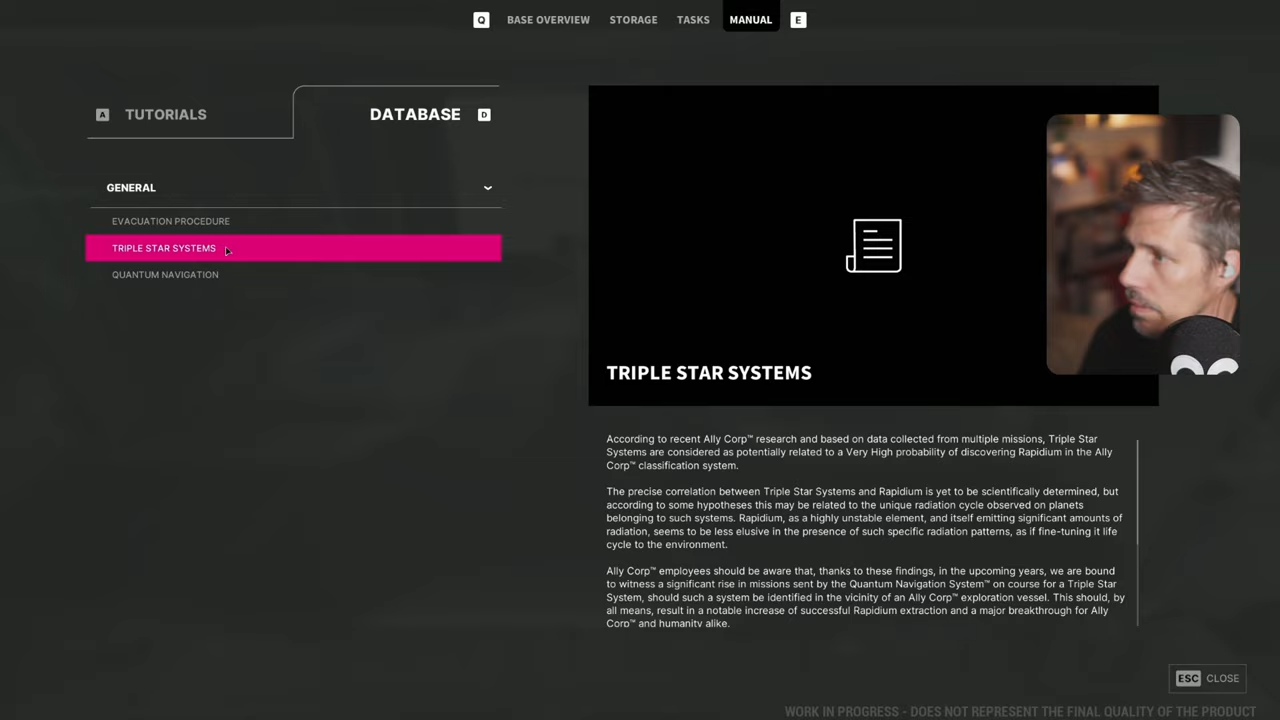 Q BASE OVERVIEW STORAGE TASKS MANUAL E
A TUTORIALS
DATABASE D
GENERAL
EVACUATION PROCEDURE
TRIPLE STAR SYSTEMS
QUANTUM NAVIGATION
TRIPLE STAR SYSTEMS
According to recent Ally Corp™ research and based on data collected from multiple missions, Triple Star
Systems are considered as potentially related to a Very High probability of discovering Rapidium in the Ally
Corp™ classification system.
The precise correlation between Triple Star Systems and Rapidium is yet to be scientifically determined, but
according to some hypotheses this may be related to the unique radiation cycle observed on planets
belonging to such systems. Rapidium, as a highly unstable element, and itself emitting significant amounts of
radiation, seems to be less elusive in the presence of such specific radiation patterns, as if fine-tuning it life
cycle to the environment.
Ally Corp™ employees should be aware that, thanks to these findings, in the upcoming years, we are bound
to witness a significant rise in missions sent by the Quantum Navigation System™ on course for a Triple Star
System, should such a system be identified in the vicinity of an Ally Corp™ exploration vessel. This should, by
all means, result in a notable increase of successful Rapidium extraction and a major breakthrough for Ally
Corp™ and humanity alike.
ESC CLOSE
WORK IN PROGRESS - DOES NOT REPRESENT THE FINAL QUALITY OF THE PRODUCT